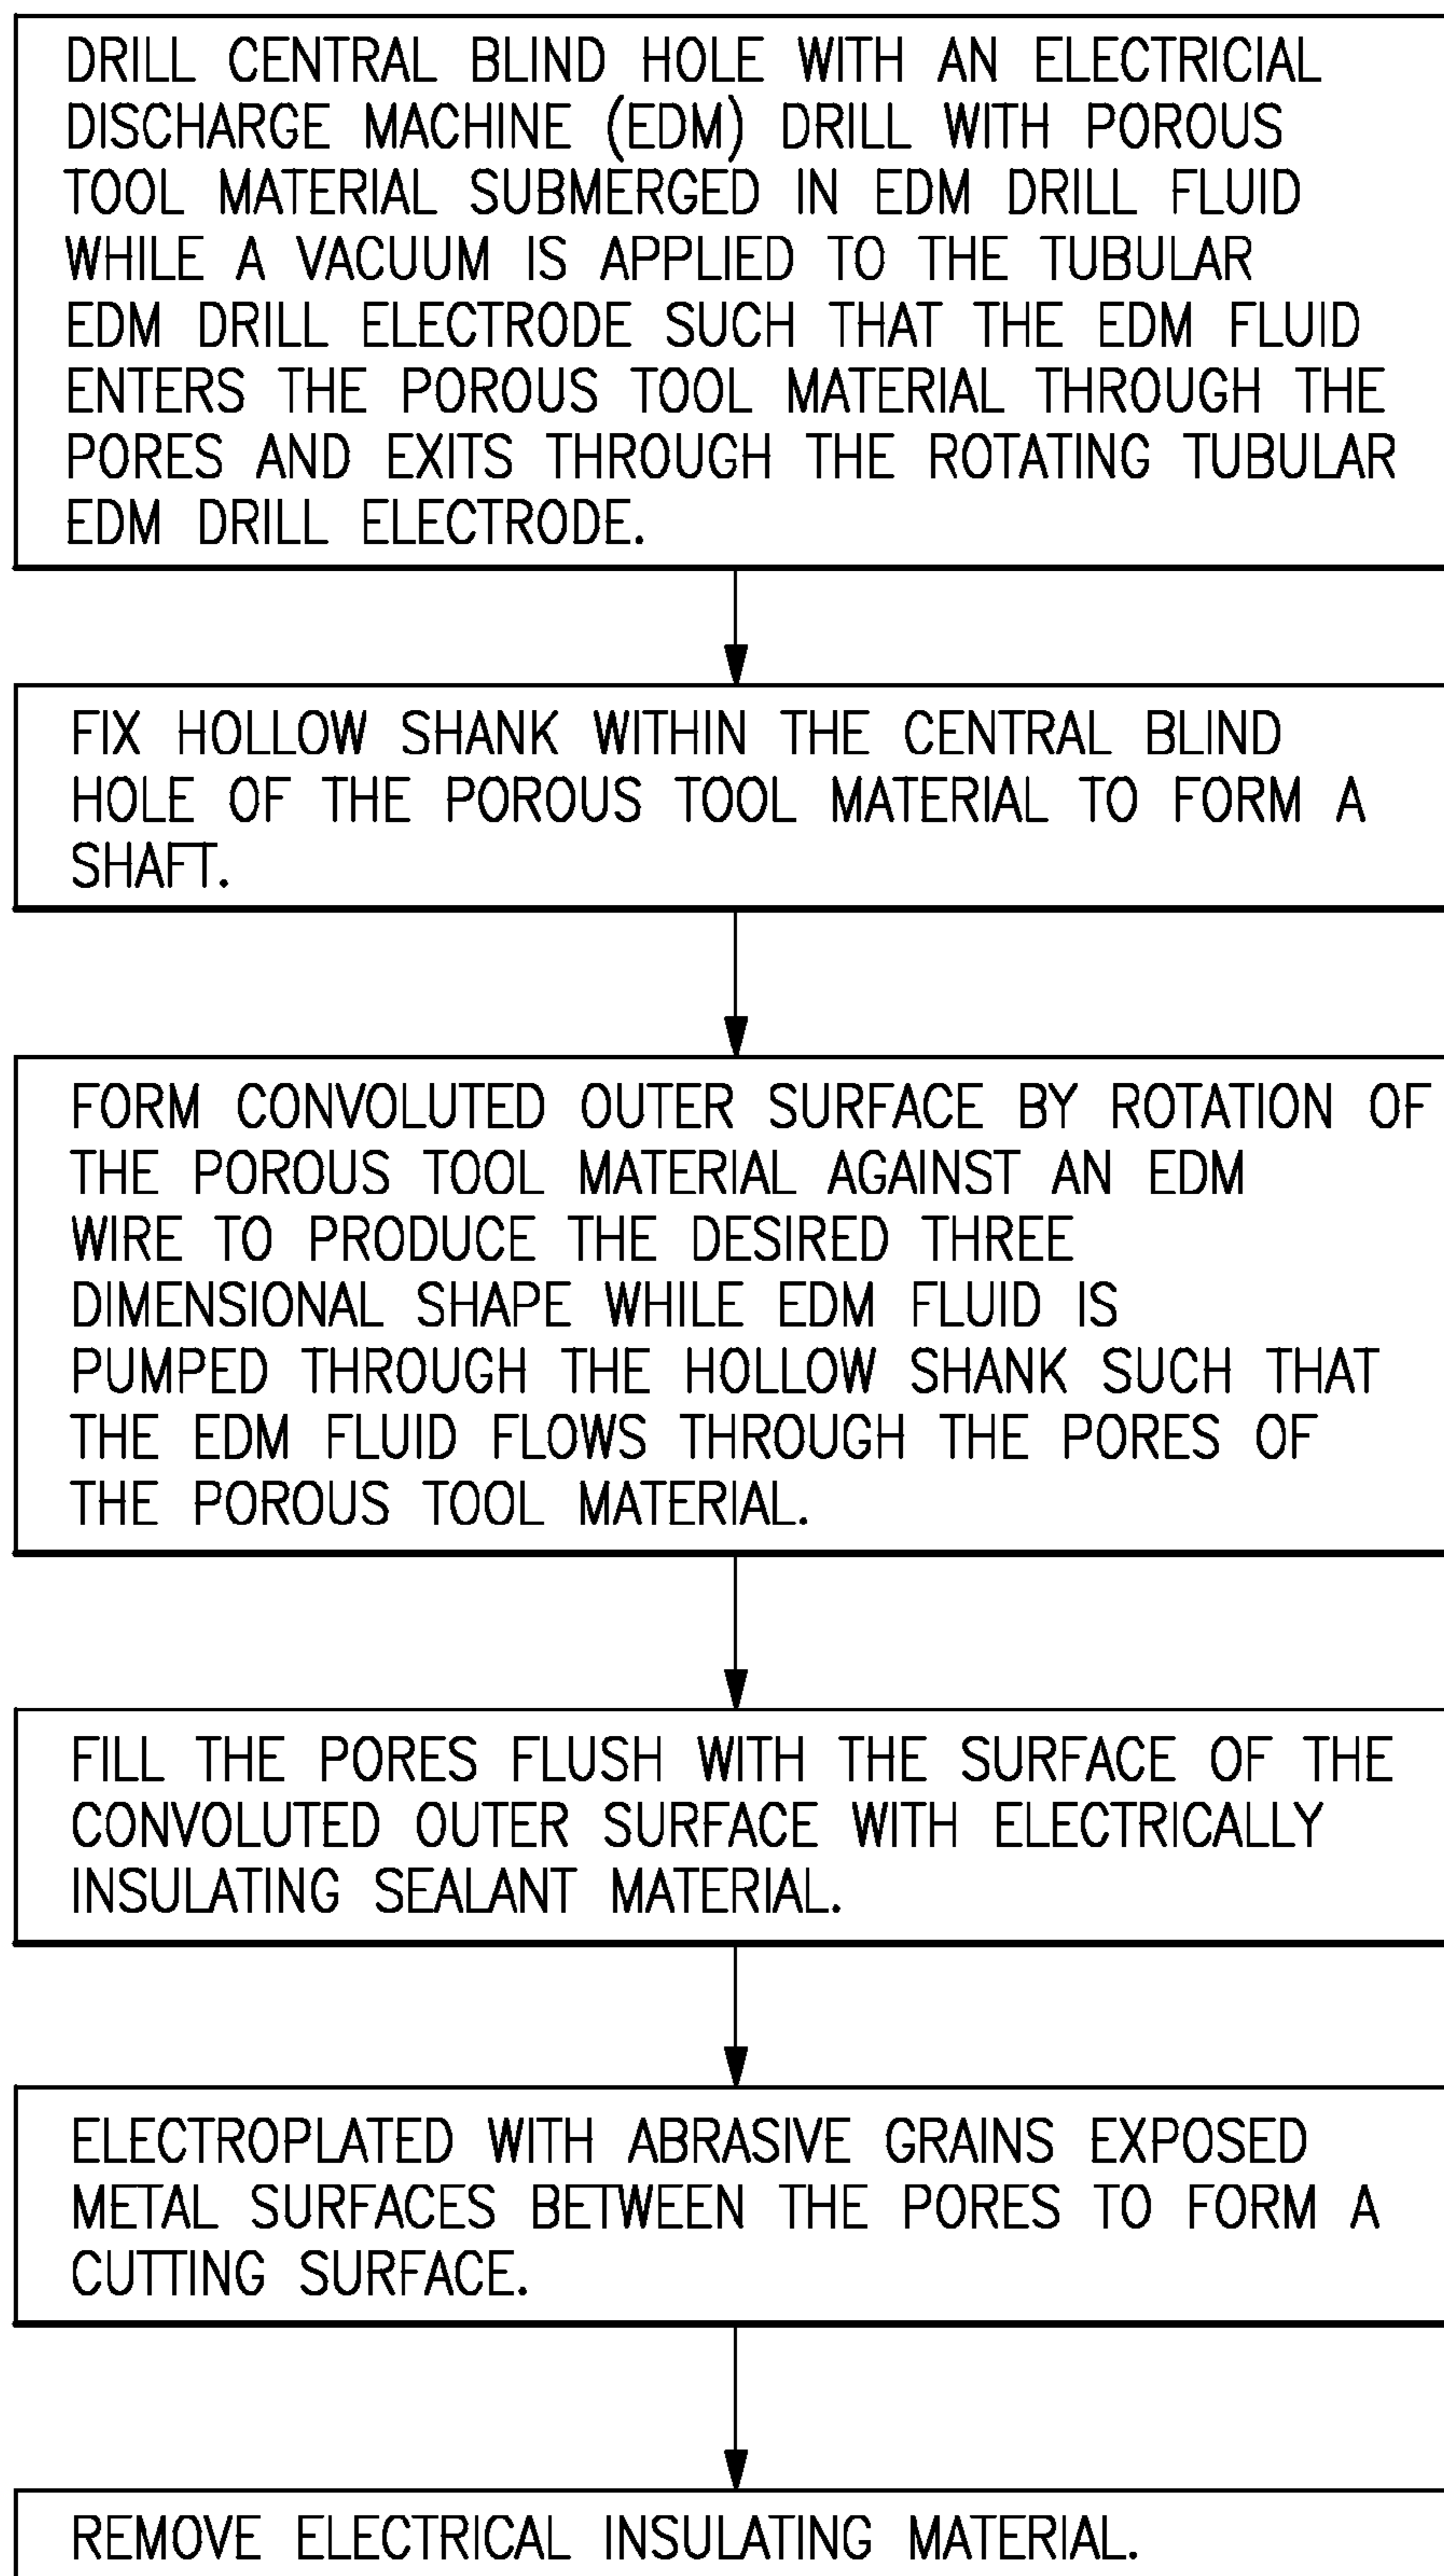 DRILL CENTRAL BLIND HOLE WITH AN ELECTRICIAL
DISCHARGE MACHINE (EDM) DRILL WITH POROUS
TOOL MATERIAL SUBMERGED IN EDM DRILL FLUID
WHILE A VACUUM IS APPLIED TO THE TUBULAR
EDM DRILL ELECTRODE SUCH THAT THE EDM FLUID
ENTERS THE POROUS TOOL MATERIAL THROUGH THE
PORES AND EXITS THROUGH THE ROTATING TUBULAR
EDM DRILL ELECTRODE.
FIX HOLLOW SHANK WITHIN THE CENTRAL BLIND
HOLE OF THE POROUS TOOL MATERIAL TO FORM A
SHAFT.
FORM CONVOLUTED OUTER SURFACE BY ROTATION OF
THE POROUS TOOL MATERIAL AGAINST AN EDM
WIRE TO PRODUCE THE DESIRED THREE
DIMENSIONAL SHAPE WHILE EDM FLUID IS
PUMPED THROUGH THE HOLLOW SHANK SUCH THAT
THE EDM FLUID FLOWS THROUGH THE PORES OF
THE POROUS TOOL MATERIAL.
FILL THE PORES FLUSH WITH THE SURFACE OF THE
CONVOLUTED OUTER SURFACE WITH ELECTRICALLY
INSULATING SEALANT MATERIAL.
ELECTROPLATED WITH ABRASIVE GRAINS EXPOSED
METAL SURFACES BETWEEN THE PORES TO FORM A
CUTTING SURFACE.
REMOVE ELECTRICAL INSULATING MATERIAL.